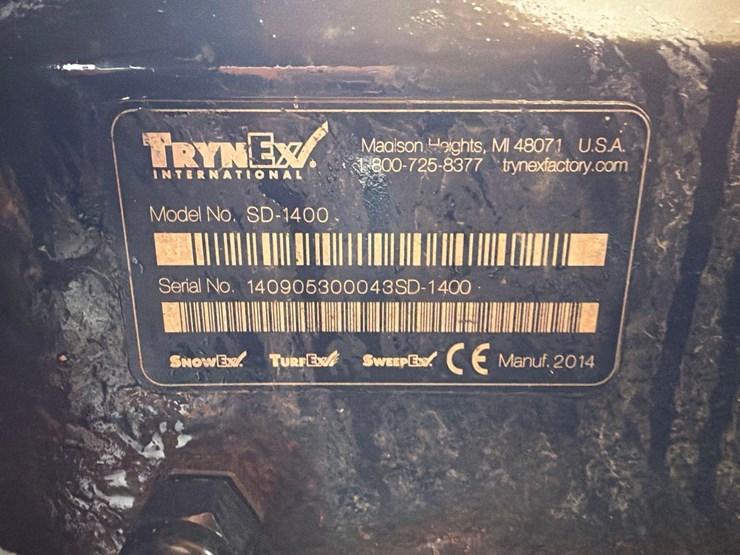 TRYNEX
INTERNATIONAL
Madison Heights, MI 48071 U.S.A.
1-800-725-8377 trynexfactory.com
Model No. SD-1400
Serial No. 140905300043SD-1400
SNOWEX TURFEX SWEEPEX CE Manuf. 2014